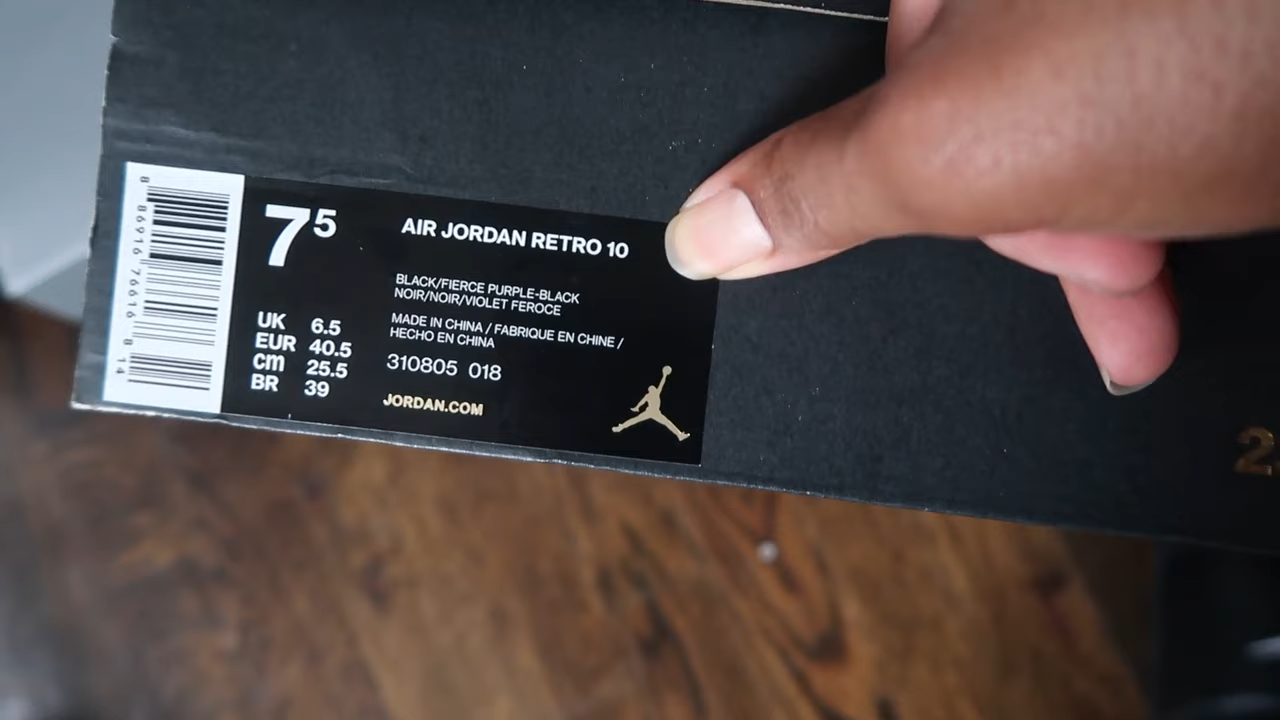 8 86916 76616 8 14
7⁵
AIR JORDAN RETRO 10
BLACK/FIERCE PURPLE-BLACK
NOIR/NOIR/VIOLET FEROCE
MADE IN CHINA / FABRIQUE EN CHINE /
HECHO EN CHINA
310805 018
JORDAN.COM
UK 6.5
EUR 40.5
cm 25.5
BR 39